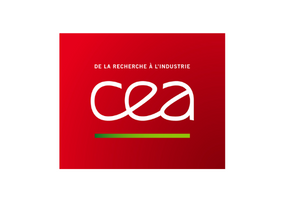 DE LA RECHERCHE À L'INDUSTRIE
cea